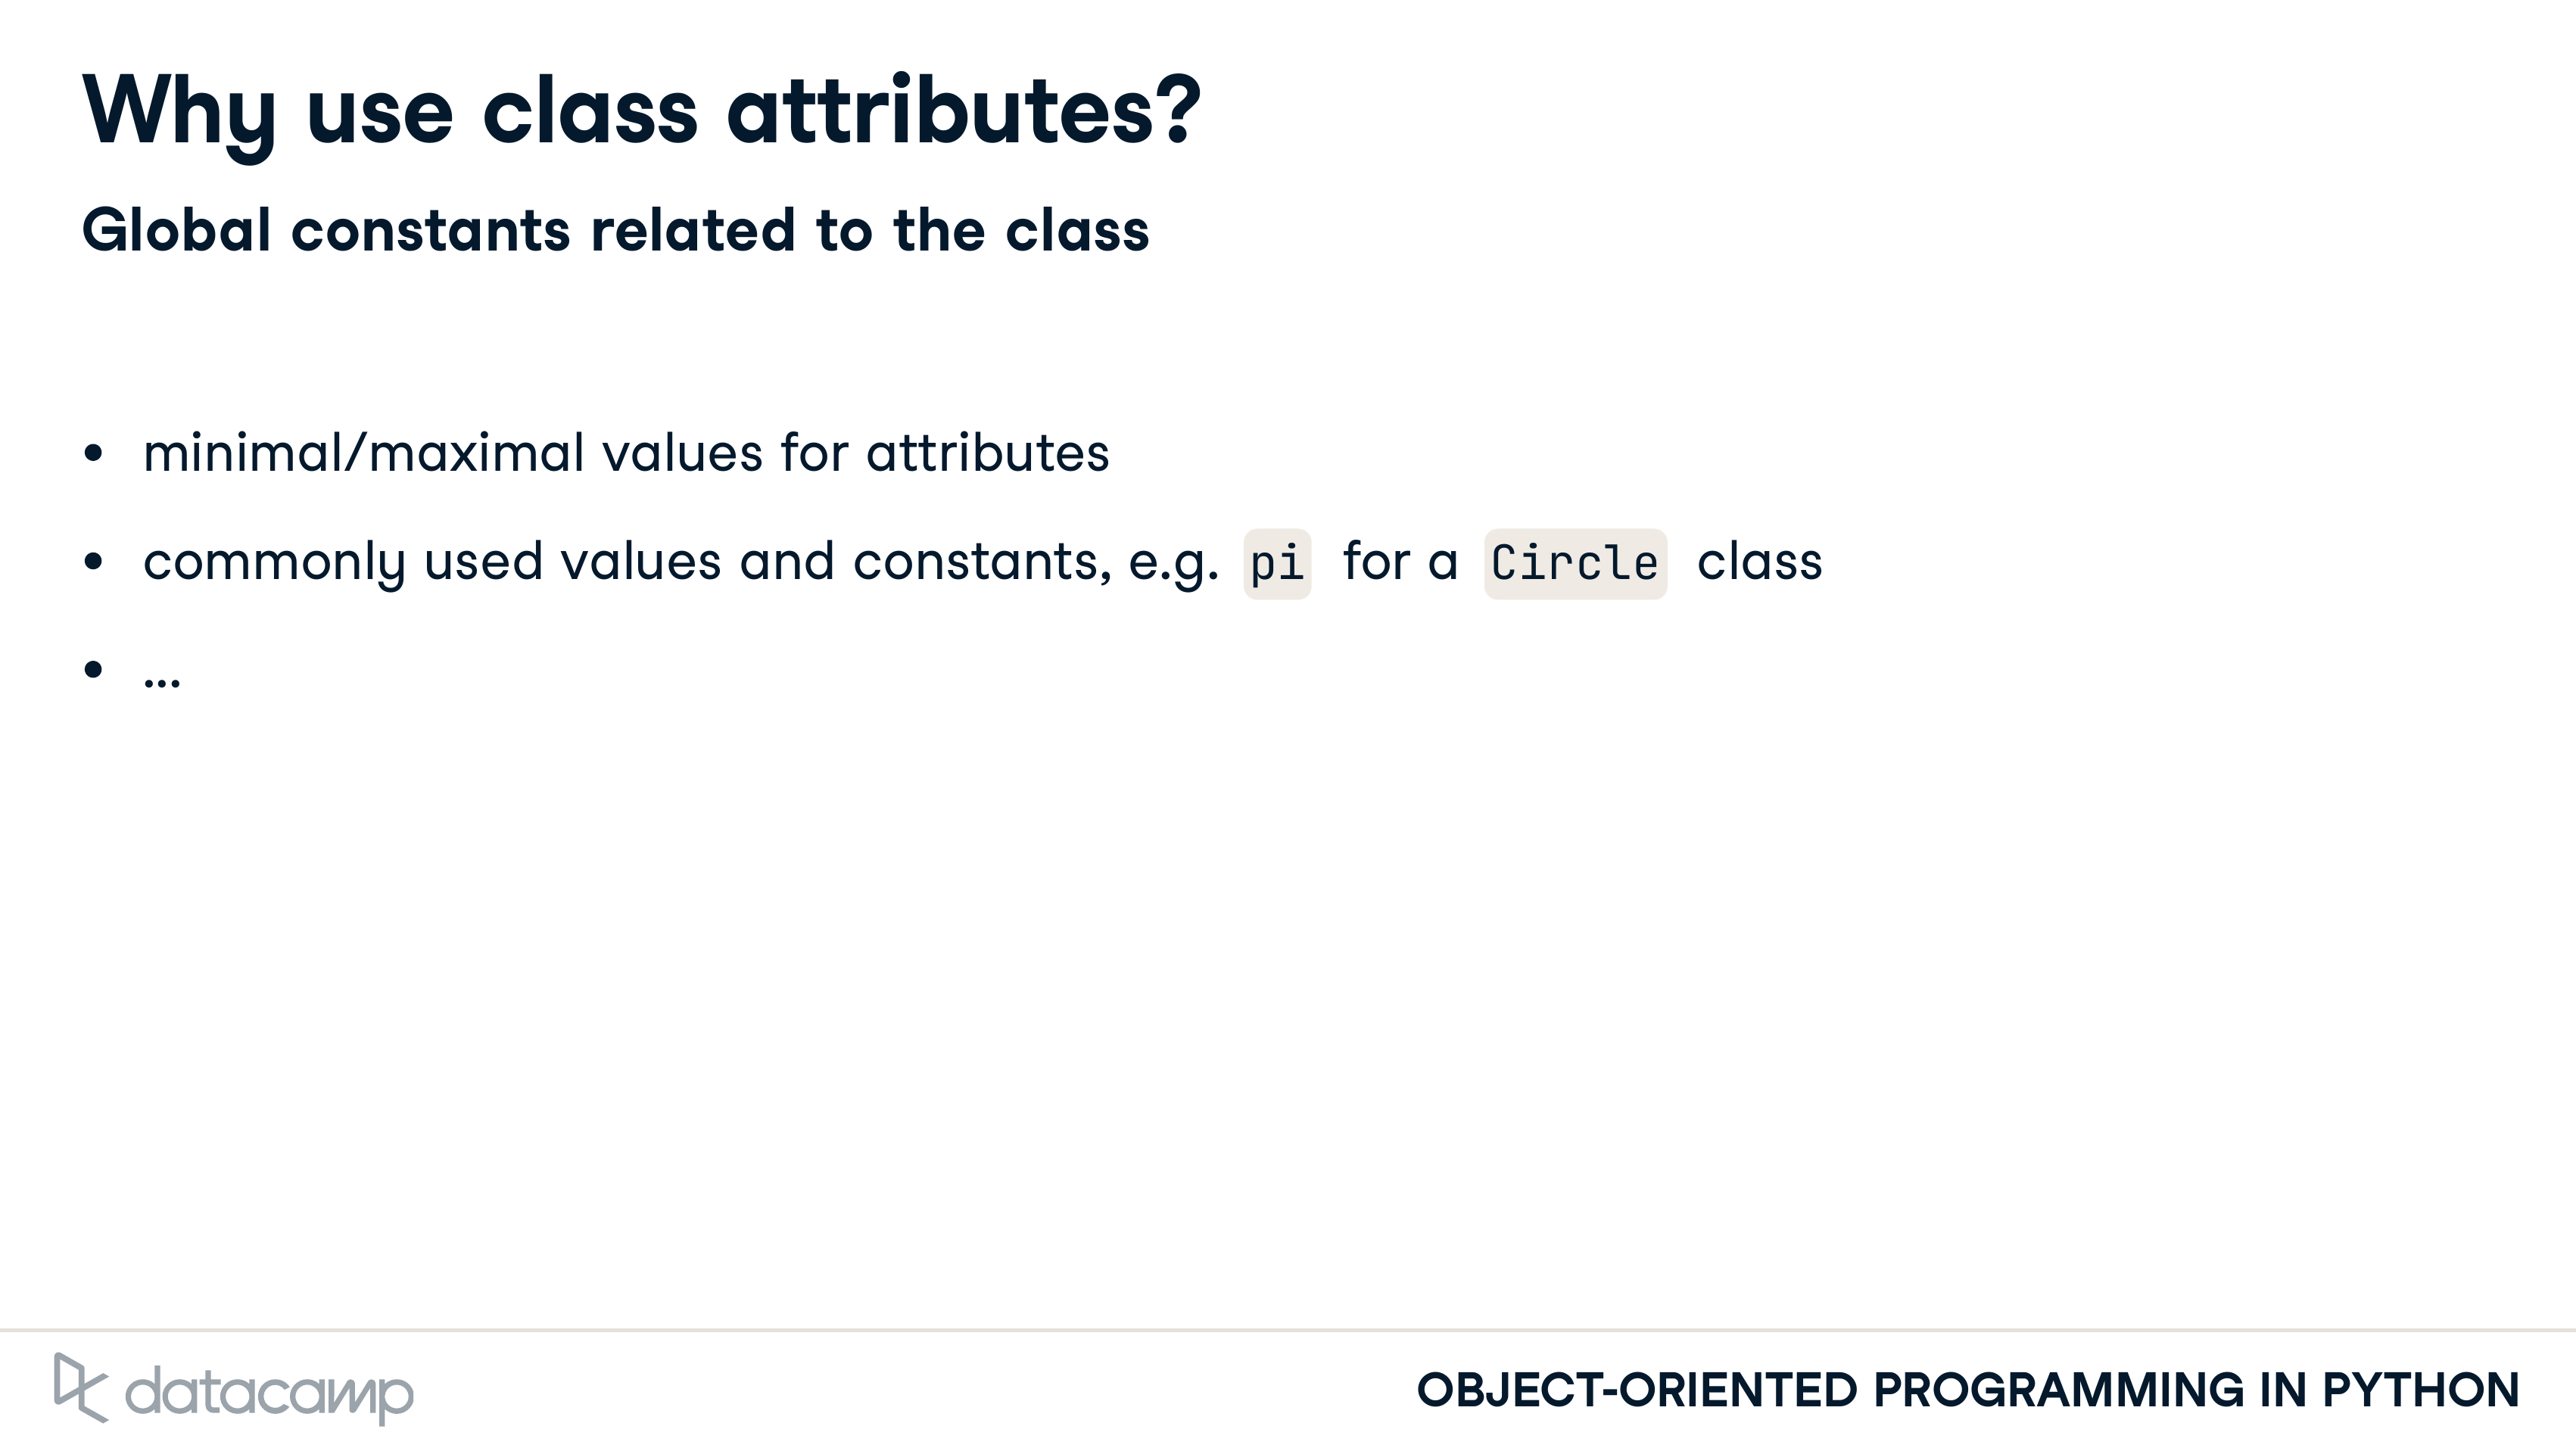 Why use class attributes?
Global constants related to the class
• minimal/maximal values for attributes
• commonly used values and constants, e.g. pi for a Circle class
• ...
datacamp
OBJECT-ORIENTED PROGRAMMING IN PYTHON